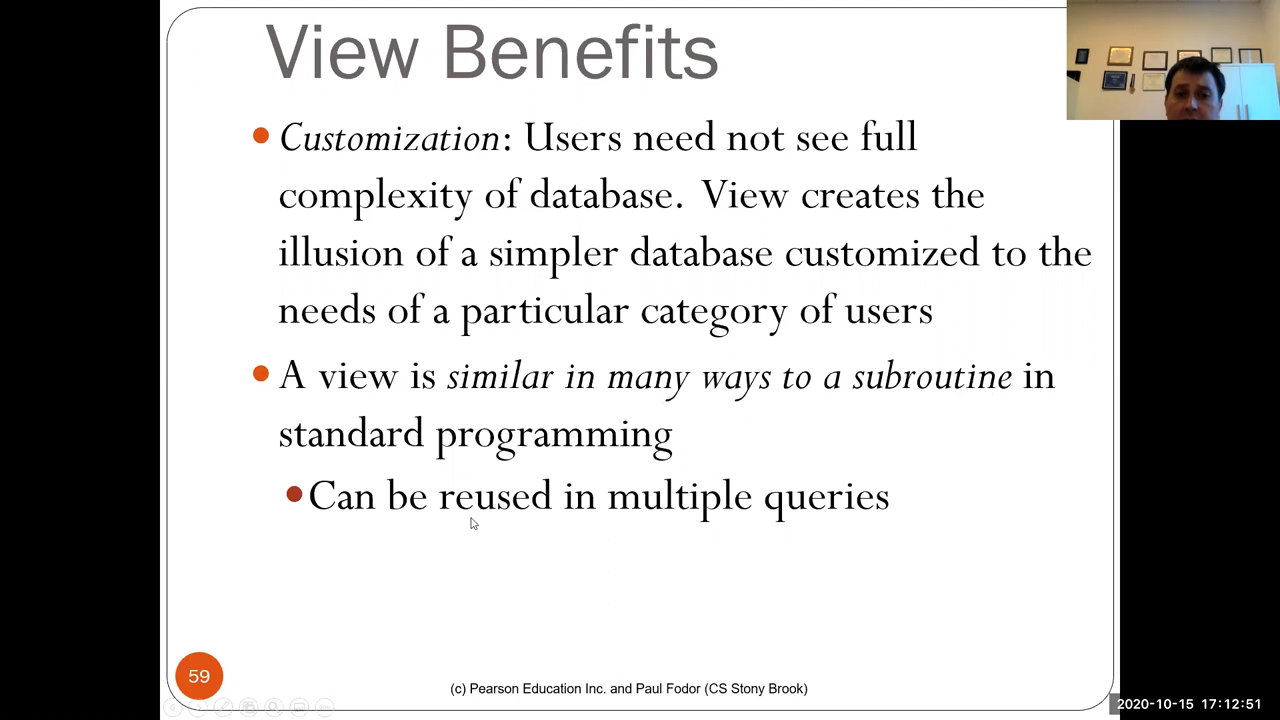 View Benefits
• Customization: Users need not see full
complexity of database. View creates the
illusion of a simpler database customized to the
needs of a particular category of users
• A view is similar in many ways to a subroutine in
standard programming
• Can be reused in multiple queries
59
(c) Pearson Education Inc. and Paul Fodor (CS Stony Brook)
2020-10-15 17:12:51